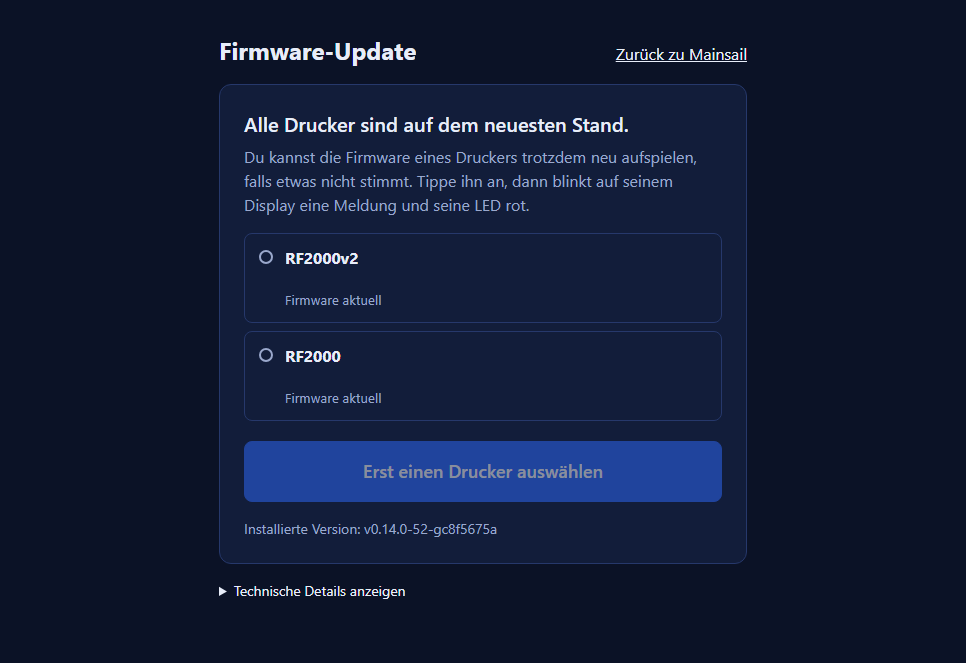 Firmware-Update
Zurück zu Mainsail
Alle Drucker sind auf dem neuesten Stand.
Du kannst die Firmware eines Druckers trotzdem neu aufspielen,
falls etwas nicht stimmt. Tippe ihn an, dann blinkt auf seinem
Display eine Meldung und seine LED rot.
RF2000v2
Firmware aktuell
RF2000
Firmware aktuell
Erst einen Drucker auswählen
Installierte Version: v0.14.0-52-gc8f5675a
Technische Details anzeigen